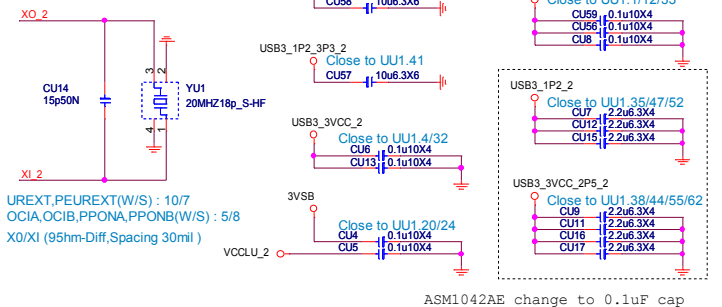 XO_2
CU14
15p50N
3 2
YU1
20MHZ18p_S-HF
4 1
XI_2
UREXT,PEUREXT(W/S) : 10/7
OCIA,OCIB,PPONA,PPONB(W/S) : 5/8
X0/XI (95hm-Diff,Spacing 30mil )
CU58 10u6.3X6
USB3_1P2_3P3_2
Close to UU1.41
CU57 10u6.3X6
USB3_3VCC_2
Close to UU1.4/32
CU6 0.1u10X4
CU13 0.1u10X4
3VSB
Close to UU1.20/24
CU4 0.1u10X4
VCCLU_2
CU5 0.1u10X4
Close to UU1.1/12/33
CU59 0.1u10X4
CU56 0.1u10X4
CU8 0.1u10X4
USB3_1P2_2
Close to UU1.35/47/52
CU7 2.2u6.3X4
CU12 2.2u6.3X4
CU15 2.2u6.3X4
USB3_3VCC_2P5_2
Close to UU1.38/44/55/62
CU9 2.2u6.3X4
CU11 2.2u6.3X4
CU16 2.2u6.3X4
CU17 2.2u6.3X4
ASM1042AE change to 0.1uF cap